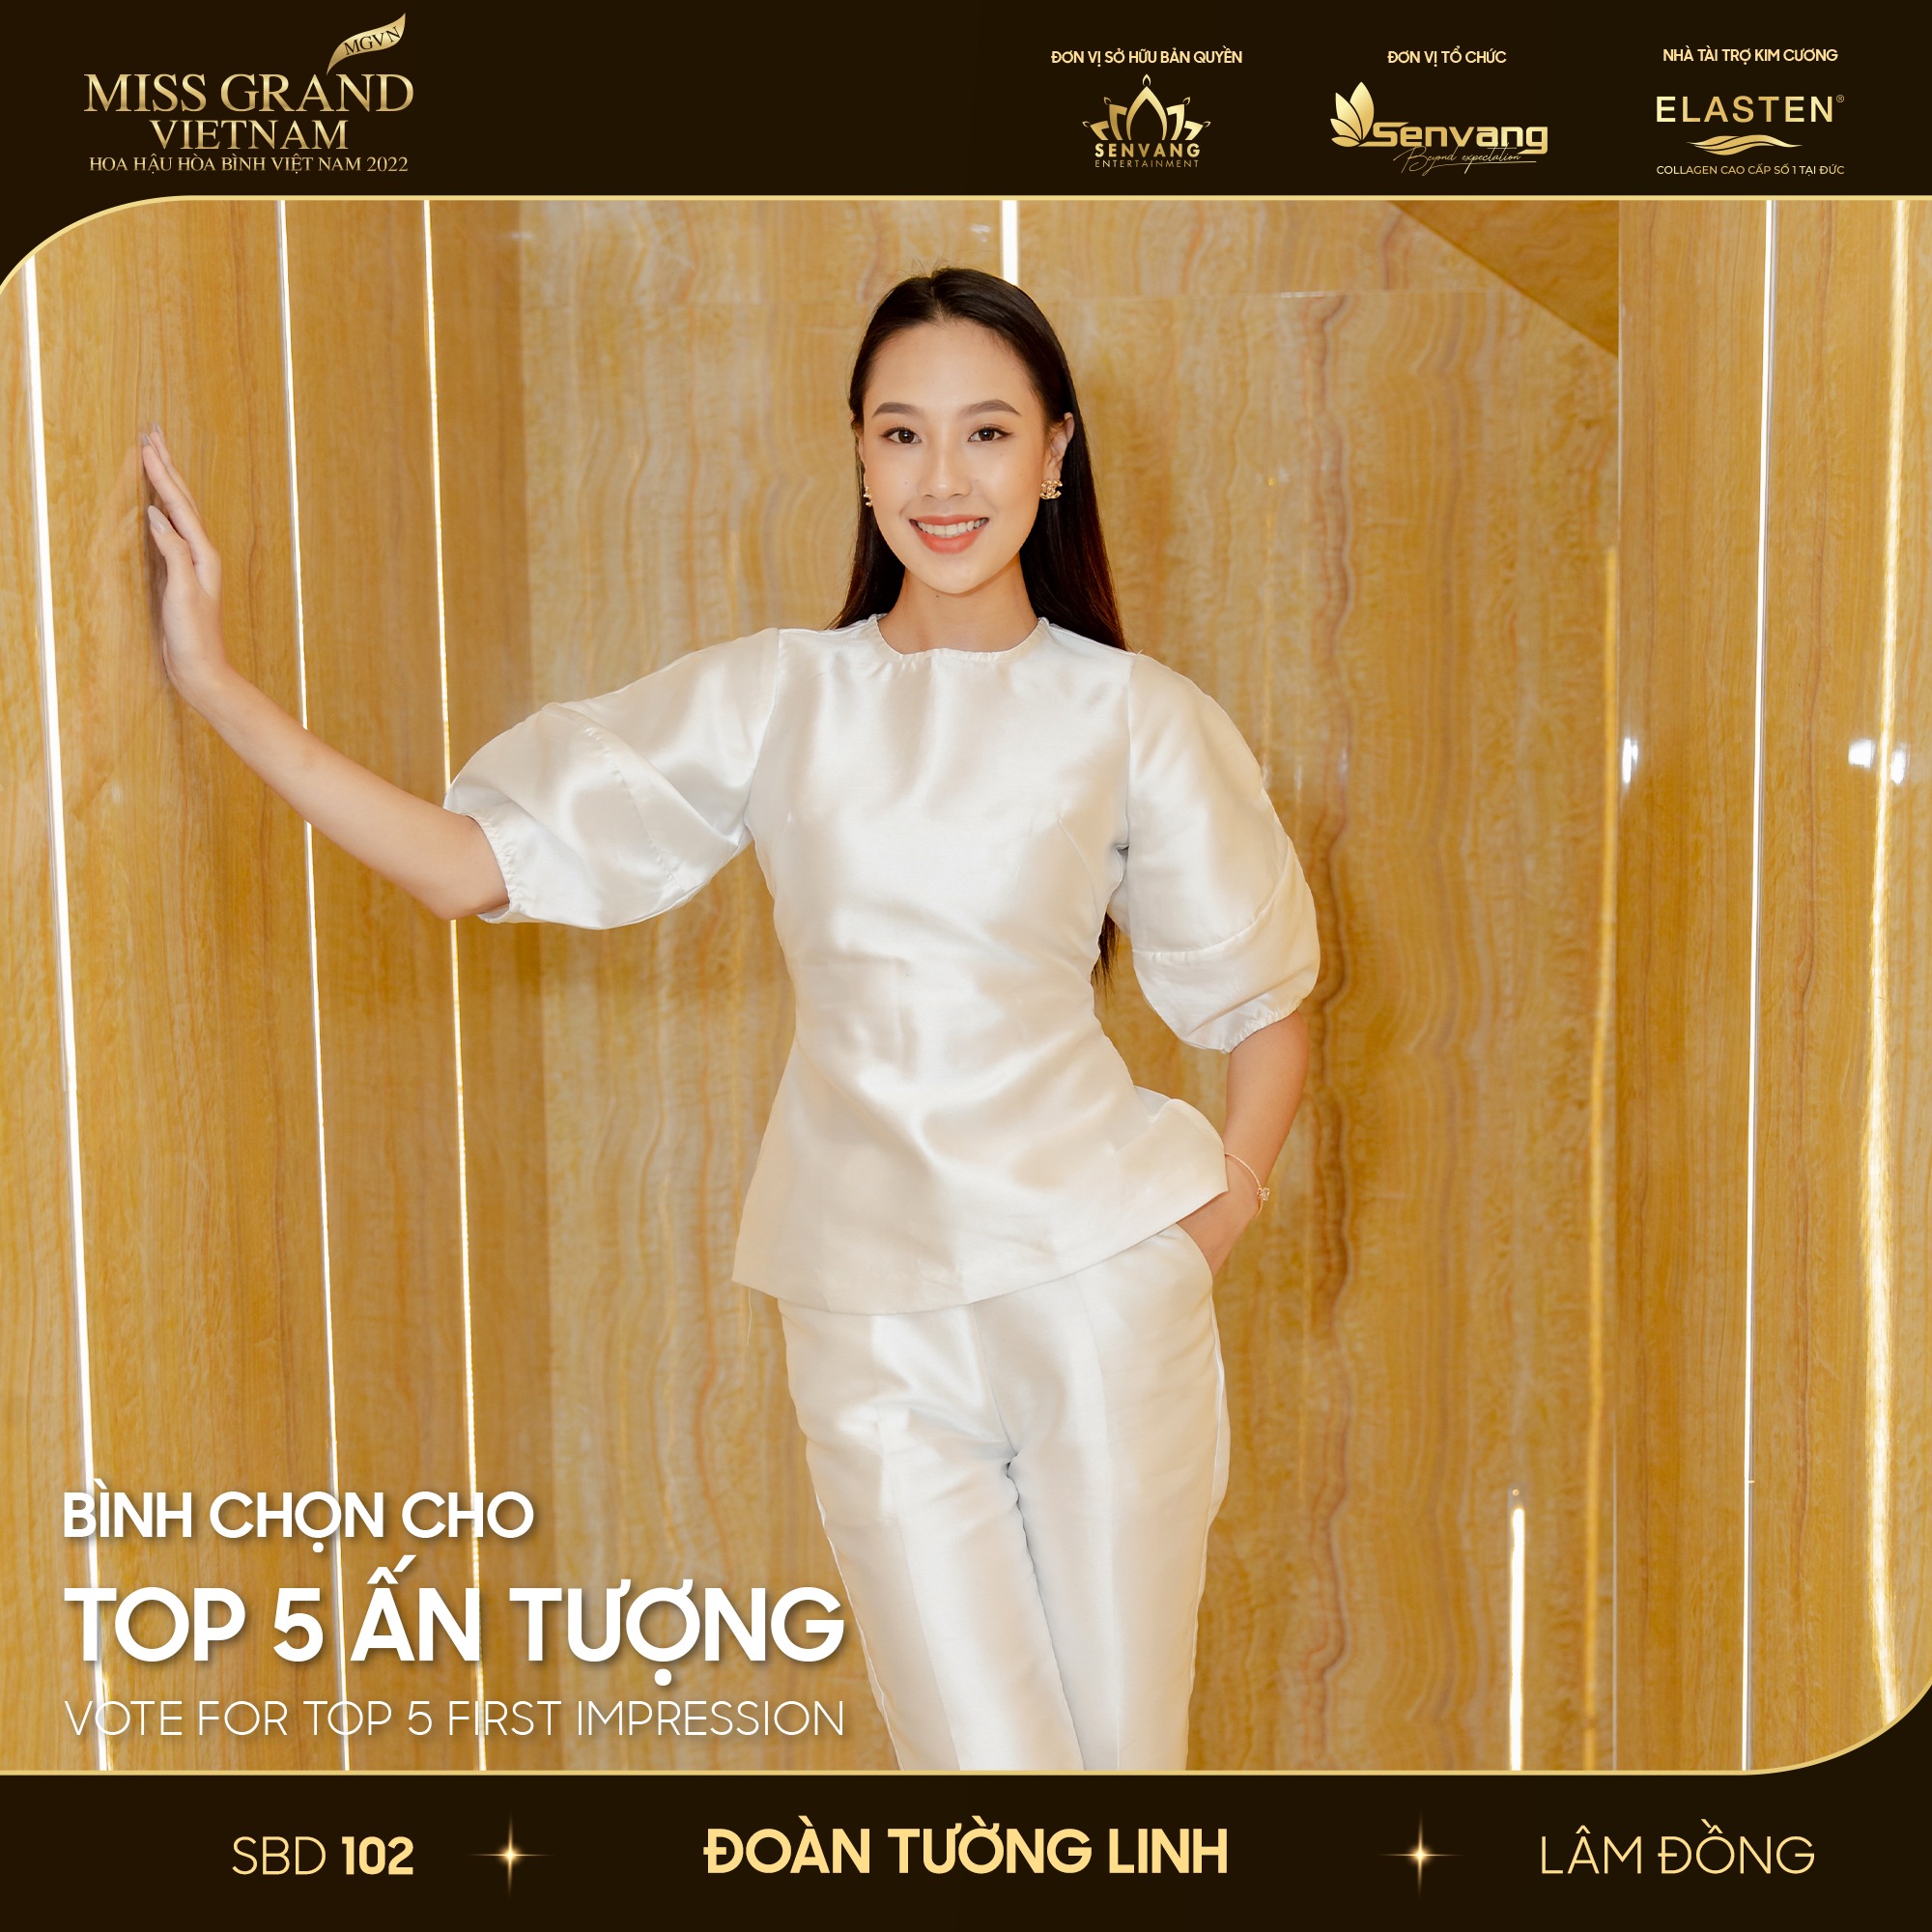 MGVN
MISS GRAND
VIETNAM
HOA HẬU HÒA BÌNH VIỆT NAM 2022
ĐƠN VỊ SỞ HỮU BẢN QUYỀN
SENVANG
ENTERTAINMENT
ĐƠN VỊ TỔ CHỨC
Senvang
Beyond expectation
NHÀ TÀI TRỢ KIM CƯƠNG
ELASTEN®
COLLAGEN CAO CẤP SỐ 1 TẠI ĐỨC
BÌNH CHỌN CHO
TOP 5 ẤN TƯỢNG
VOTE FOR TOP 5 FIRST IMPRESSION
SBD 102
ĐOÀN TƯỜNG LINH
LÂM ĐỒNG